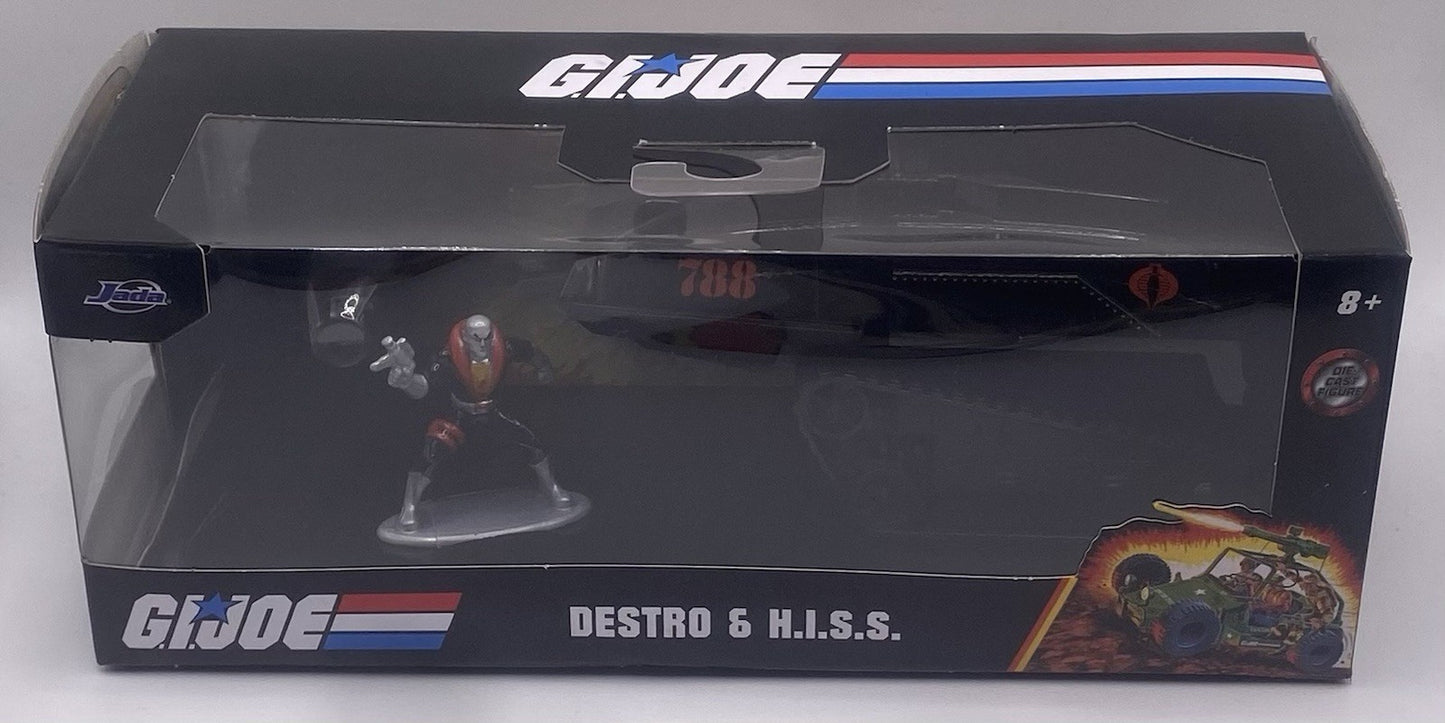 G.I.JOE
788
Jada
8+
DIE-
CAST
FIGURE
G.I.JOE
DESTRO & H.I.S.S.